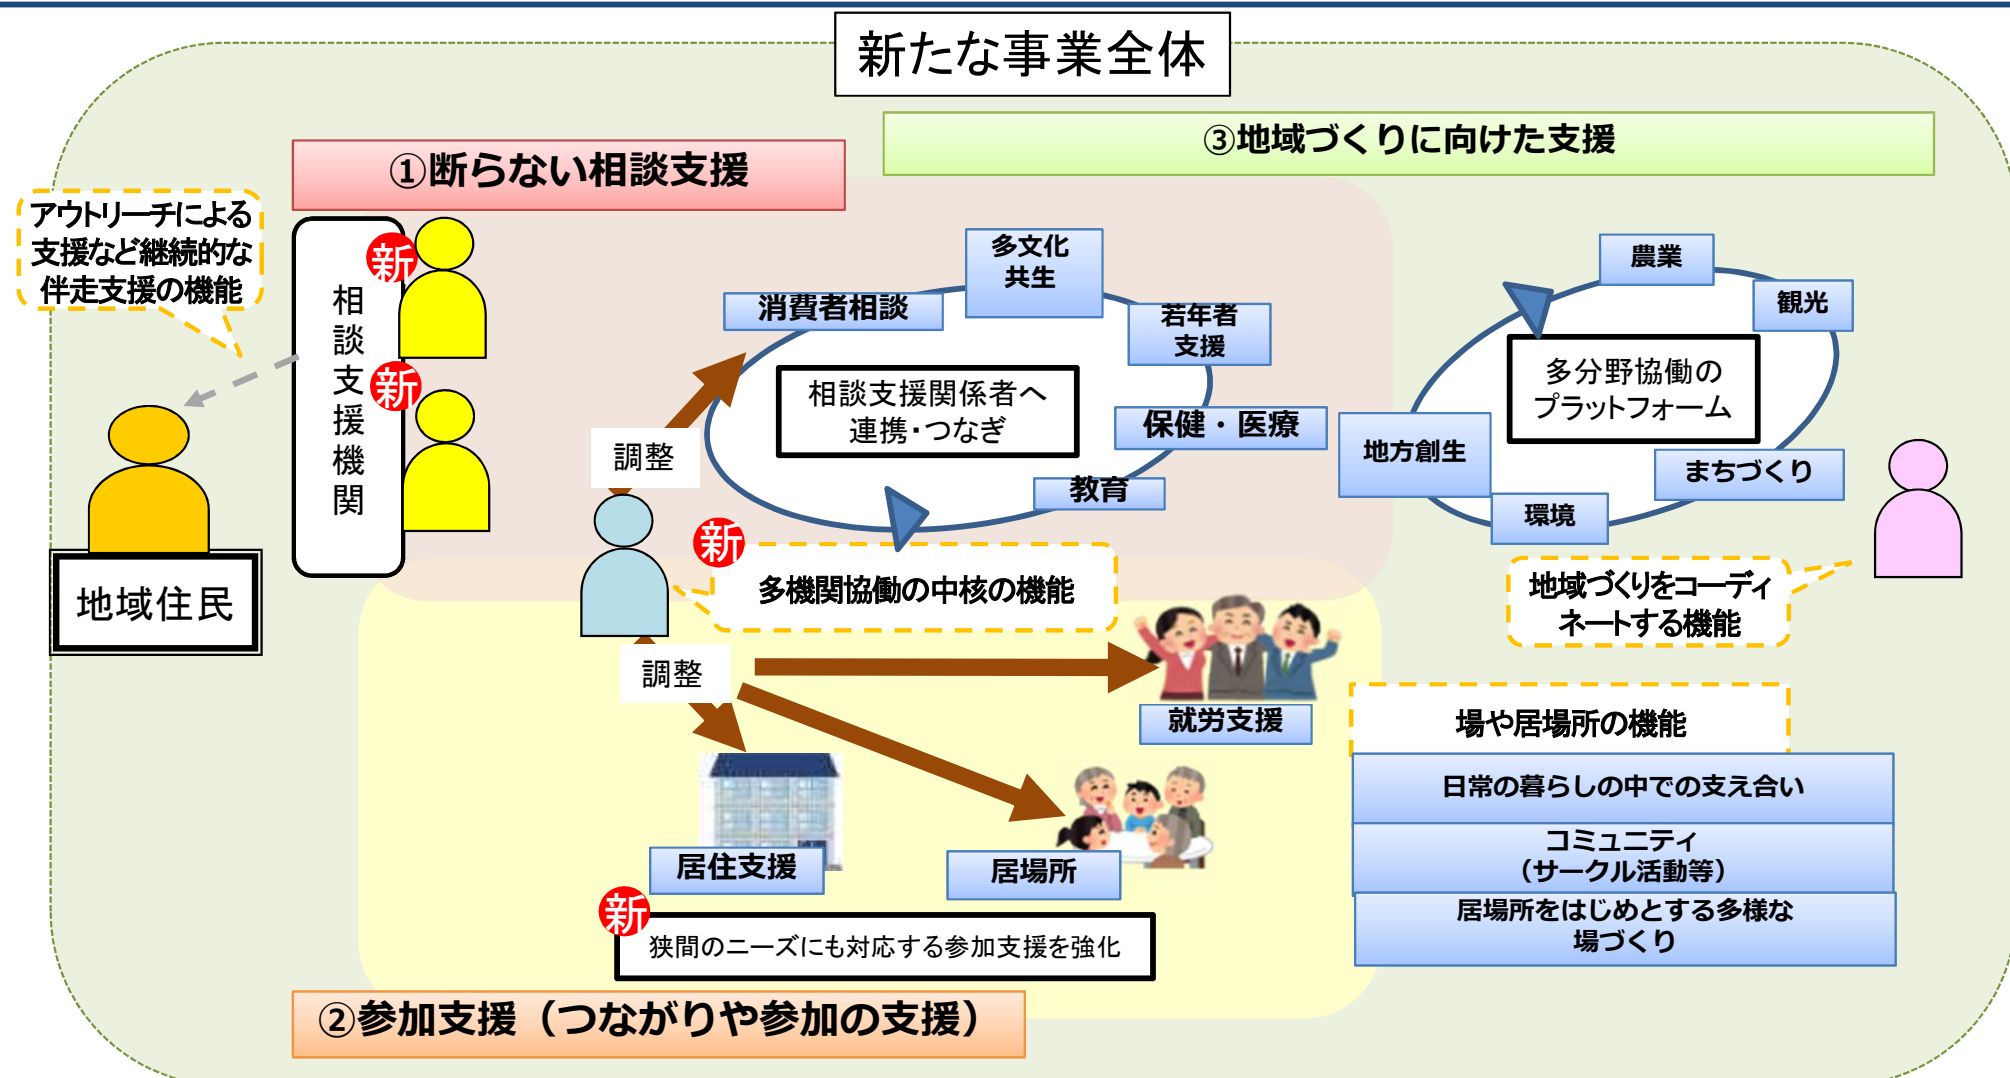 新たな事業全体
①断らない相談支援
③地域づくりに向けた支援
アウトリーチによる
支援など継続的な
伴走支援の機能
相談支援機関
新
新
多文化
共生
消費者相談
若年者
支援
相談支援関係者へ
連携・つなぎ
保健・医療
教育
調整
農業
観光
多分野協働の
プラットフォーム
地方創生
まちづくり
環境
地域住民
新
多機関協働の中核の機能
地域づくりをコーディ
ネートする機能
調整
就労支援
居住支援
居場所
新
狭間のニーズにも対応する参加支援を強化
場や居場所の機能
日常の暮らしの中での支え合い
コミュニティ
（サークル活動等）
居場所をはじめとする多様な
場づくり
②参加支援（つながりや参加の支援）